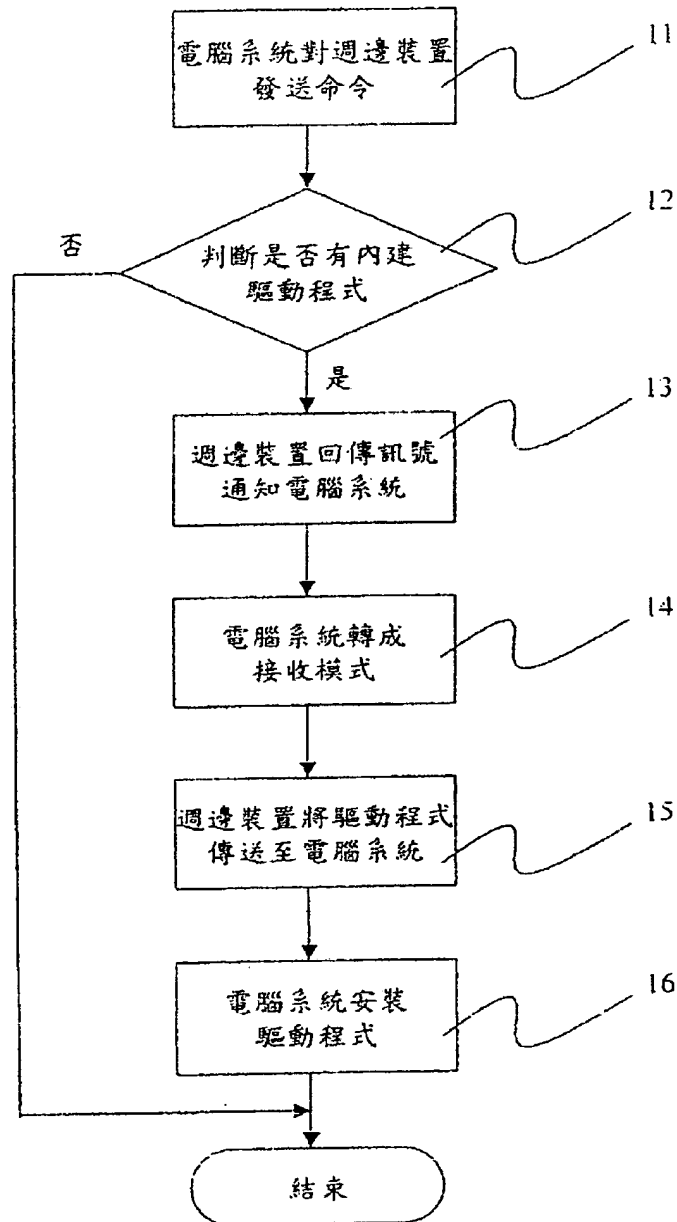 電腦系統對週邊裝置
發送命令
11
判斷是否有內建
驅動程式
12
否
是
週邊裝置回傳訊號
通知電腦系統
13
電腦系統轉成
接收模式
14
週邊裝置將驅動程式
傳送至電腦系統
15
電腦系統安裝
驅動程式
16
結束